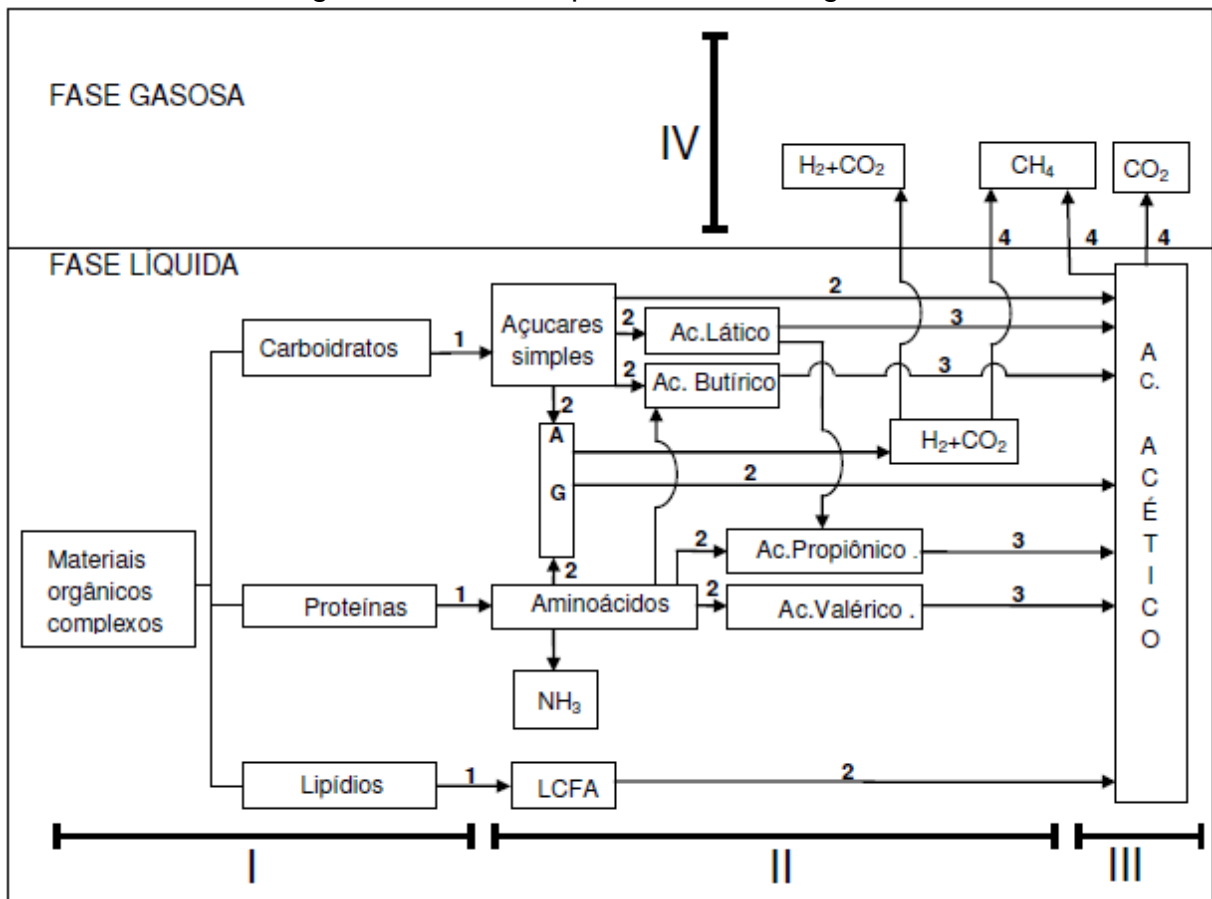 FASE GASOSA
IV
H₂+CO₂
CH₄
CO₂
4
4
4
FASE LÍQUIDA
Carboidratos
1
Açucares
simples
2
2
Ac.Lático
3
2
Ac. Butírico
3
2
A
G
H₂+CO₂
2
Materiais
orgânicos
complexos
Proteínas
1
2
Aminoácidos
2
Ac.Propiônico .
3
2
Ac.Valérico .
3
NH₃
Lipídios
1
LCFA
2
A
C.
A
C
É
T
I
C
O
I
II
III